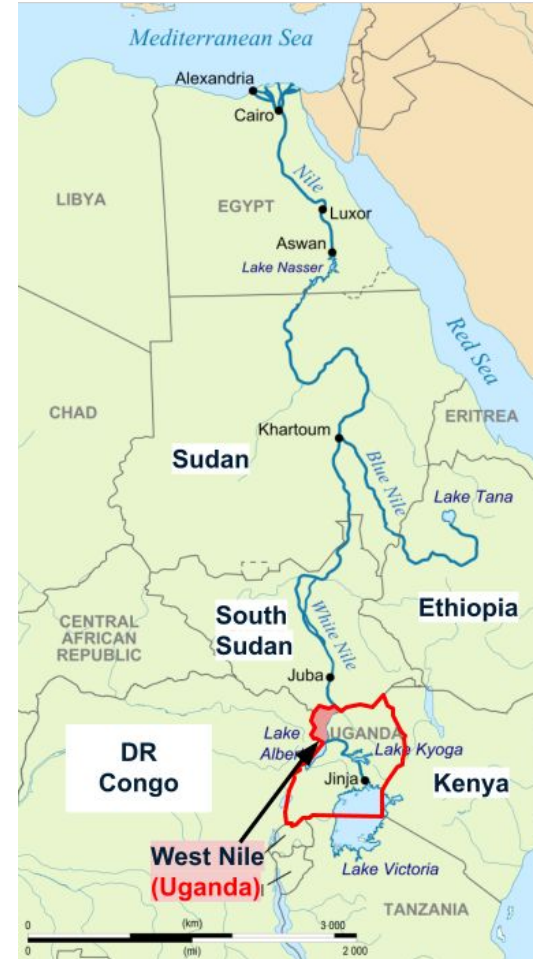 Mediterranean Sea
Alexandria
Cairo
Nile
LIBYA
EGYPT
Luxor
Aswan
Lake Nasser
Red Sea
CHAD
ERITREA
Khartoum
Sudan
Blue Nile
Lake Tana
Ethiopia
South
Sudan
White Nile
CENTRAL
AFRICAN
REPUBLIC
Juba
Lake
Albert
UGANDA
Lake Kyoga
DR
Congo
Jinja
Kenya
West Nile
(Uganda)
Lake Victoria
TANZANIA
0 (km) 3 000
0 (mi) 2 000